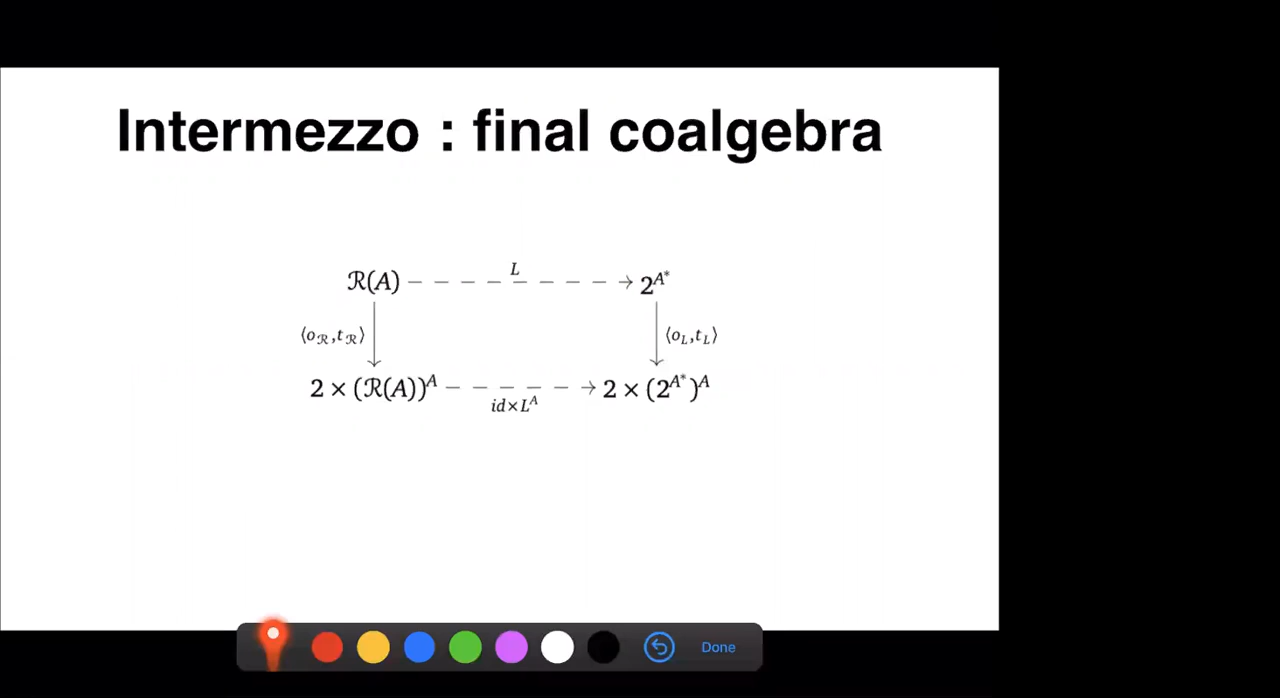 Intermezzo : final coalgebra
ℛ(A) L 2^{A^*}
⟨o_ℛ,t_ℛ⟩ ⟨o_L,t_L⟩
2 × (ℛ(A))^A id×L^A 2 × (2^{A^*})^A
Done